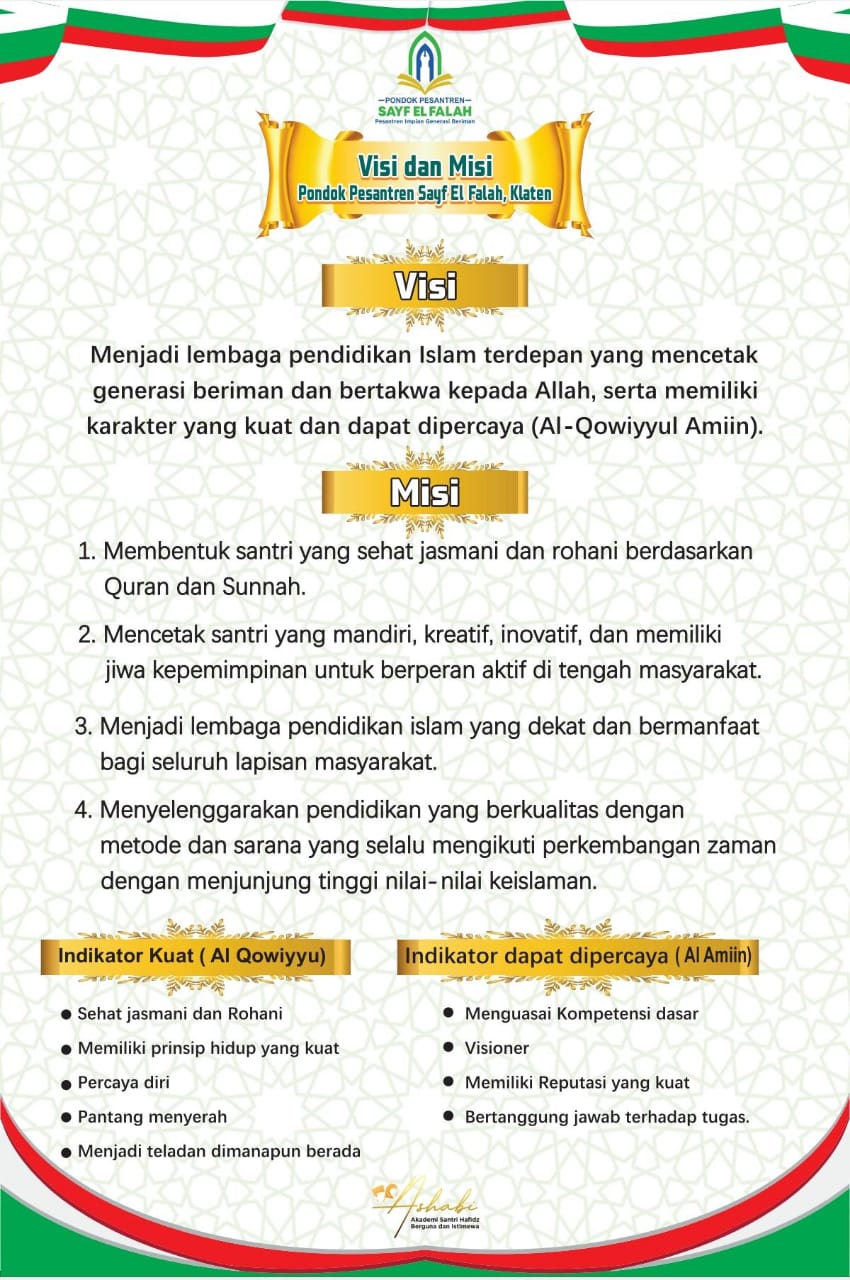 PONDOK PESANTREN
SAYF EL FALAH
Pesantren Impian Generasi Beriman
Visi dan Misi
Pondok Pesantren Sayf El Falah, Klaten
Visi
Menjadi lembaga pendidikan Islam terdepan yang mencetak
generasi beriman dan bertakwa kepada Allah, serta memiliki
karakter yang kuat dan dapat dipercaya (Al-Qowiyyul Amiin).
Misi
1. Membentuk santri yang sehat jasmani dan rohani berdasarkan
Quran dan Sunnah.
2. Mencetak santri yang mandiri, kreatif, inovatif, dan memiliki
jiwa kepemimpinan untuk berperan aktif di tengah masyarakat.
3. Menjadi lembaga pendidikan islam yang dekat dan bermanfaat
bagi seluruh lapisan masyarakat.
4. Menyelenggarakan pendidikan yang berkualitas dengan
metode dan sarana yang selalu mengikuti perkembangan zaman
dengan menjunjung tinggi nilai-nilai keislaman.
Indikator Kuat ( Al Qowiyyu)
● Sehat jasmani dan Rohani
● Memiliki prinsip hidup yang kuat
● Percaya diri
● Pantang menyerah
● Menjadi teladan dimanapun berada
Indikator dapat dipercaya ( Al Amiin)
● Menguasai Kompetensi dasar
● Visioner
● Memiliki Reputasi yang kuat
● Bertanggung jawab terhadap tugas.
Ashabi
Akademi Santri Hafidz
Berguna dan Istimewa